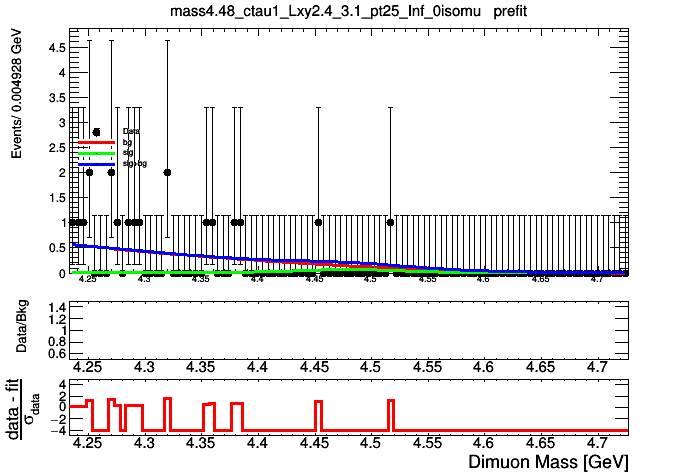 mass4.48_ctau1_Lxy2.4_3.1_pt25_Inf_0isomu prefit
Events/ 0.004928 GeV
4.5
4
3.5
3
2.5
2
1.5
1
0.5
0
Data
bg
sig
sig+bg
4.25 4.3 4.35 4.4 4.45 4.5 4.55 4.6 4.65 4.7
Data/Bkg
1.4
1.2
1
0.8
0.6
4.25 4.3 4.35 4.4 4.45 4.5 4.55 4.6 4.65 4.7
data - fit
σdata
4
2
0
−2
−4
4.25 4.3 4.35 4.4 4.45 4.5 4.55 4.6 4.65 4.7
Dimuon Mass [GeV]